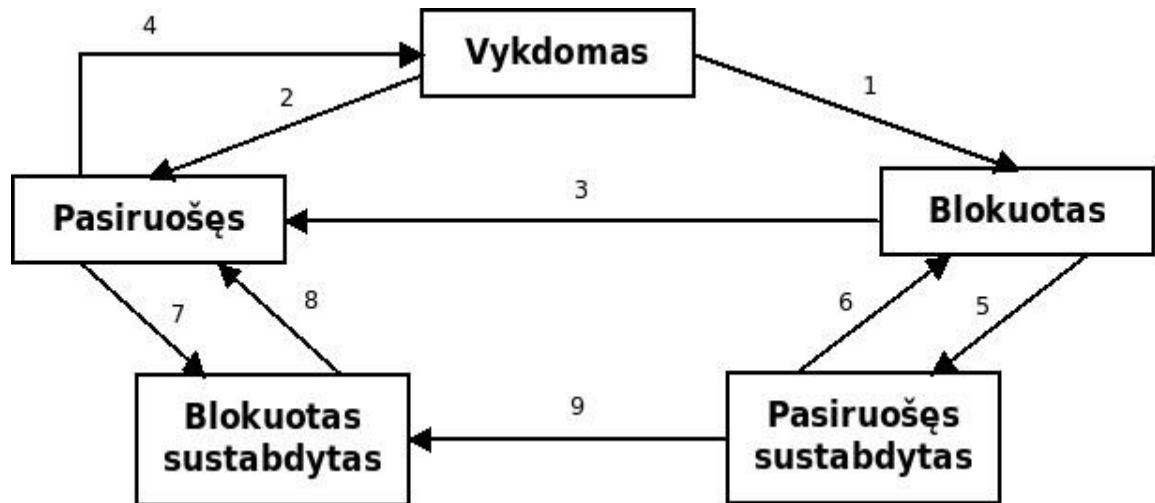 4
Vykdomas
2
1
Pasiruošęs
3
Blokuotas
7
8
6
5
Blokuotas
sustabdytas
9
Pasiruošęs
sustabdytas